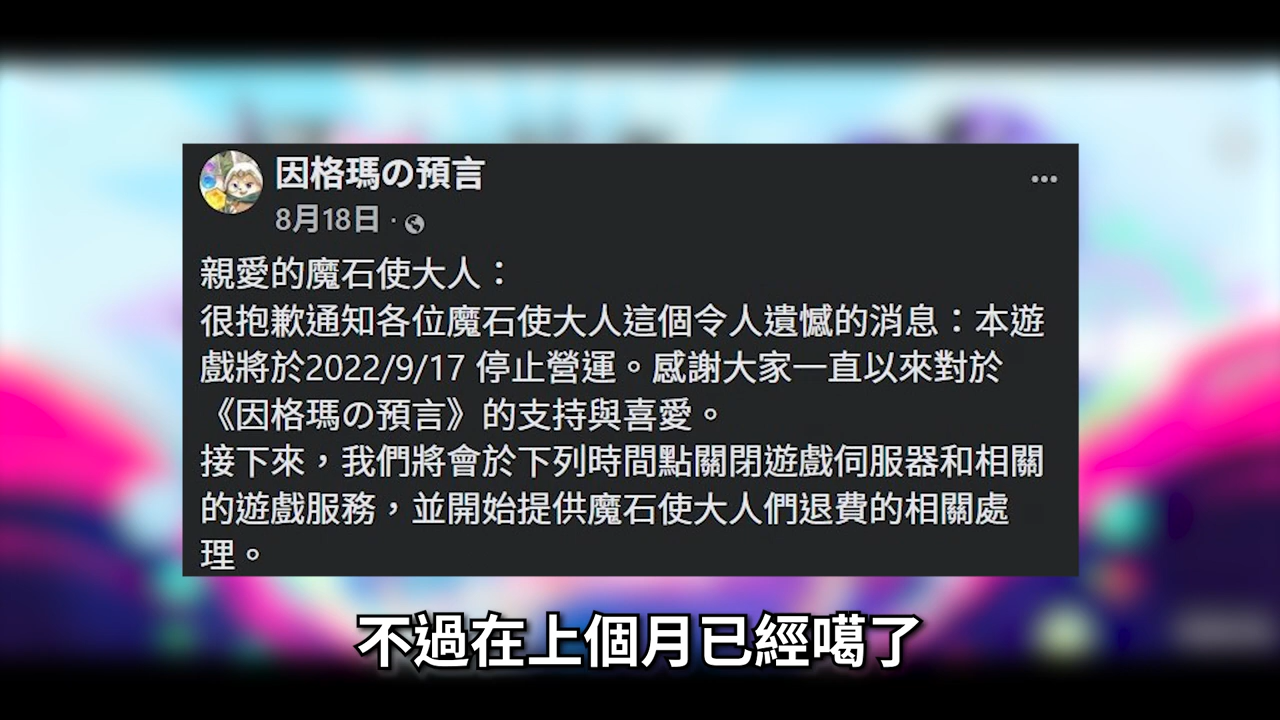 因格瑪の預言
8月18日 ·
親愛的魔石使大人：
很抱歉通知各位魔石使大人這個令人遺憾的消息：本遊
戲將於2022/9/17 停止營運。感謝大家一直以來對於
《因格瑪の預言》的支持與喜愛。
接下來，我們將會於下列時間點關閉遊戲伺服器和相關
的遊戲服務，並開始提供魔石使大人們退費的相關處
理。
不過在上個月已經噶了